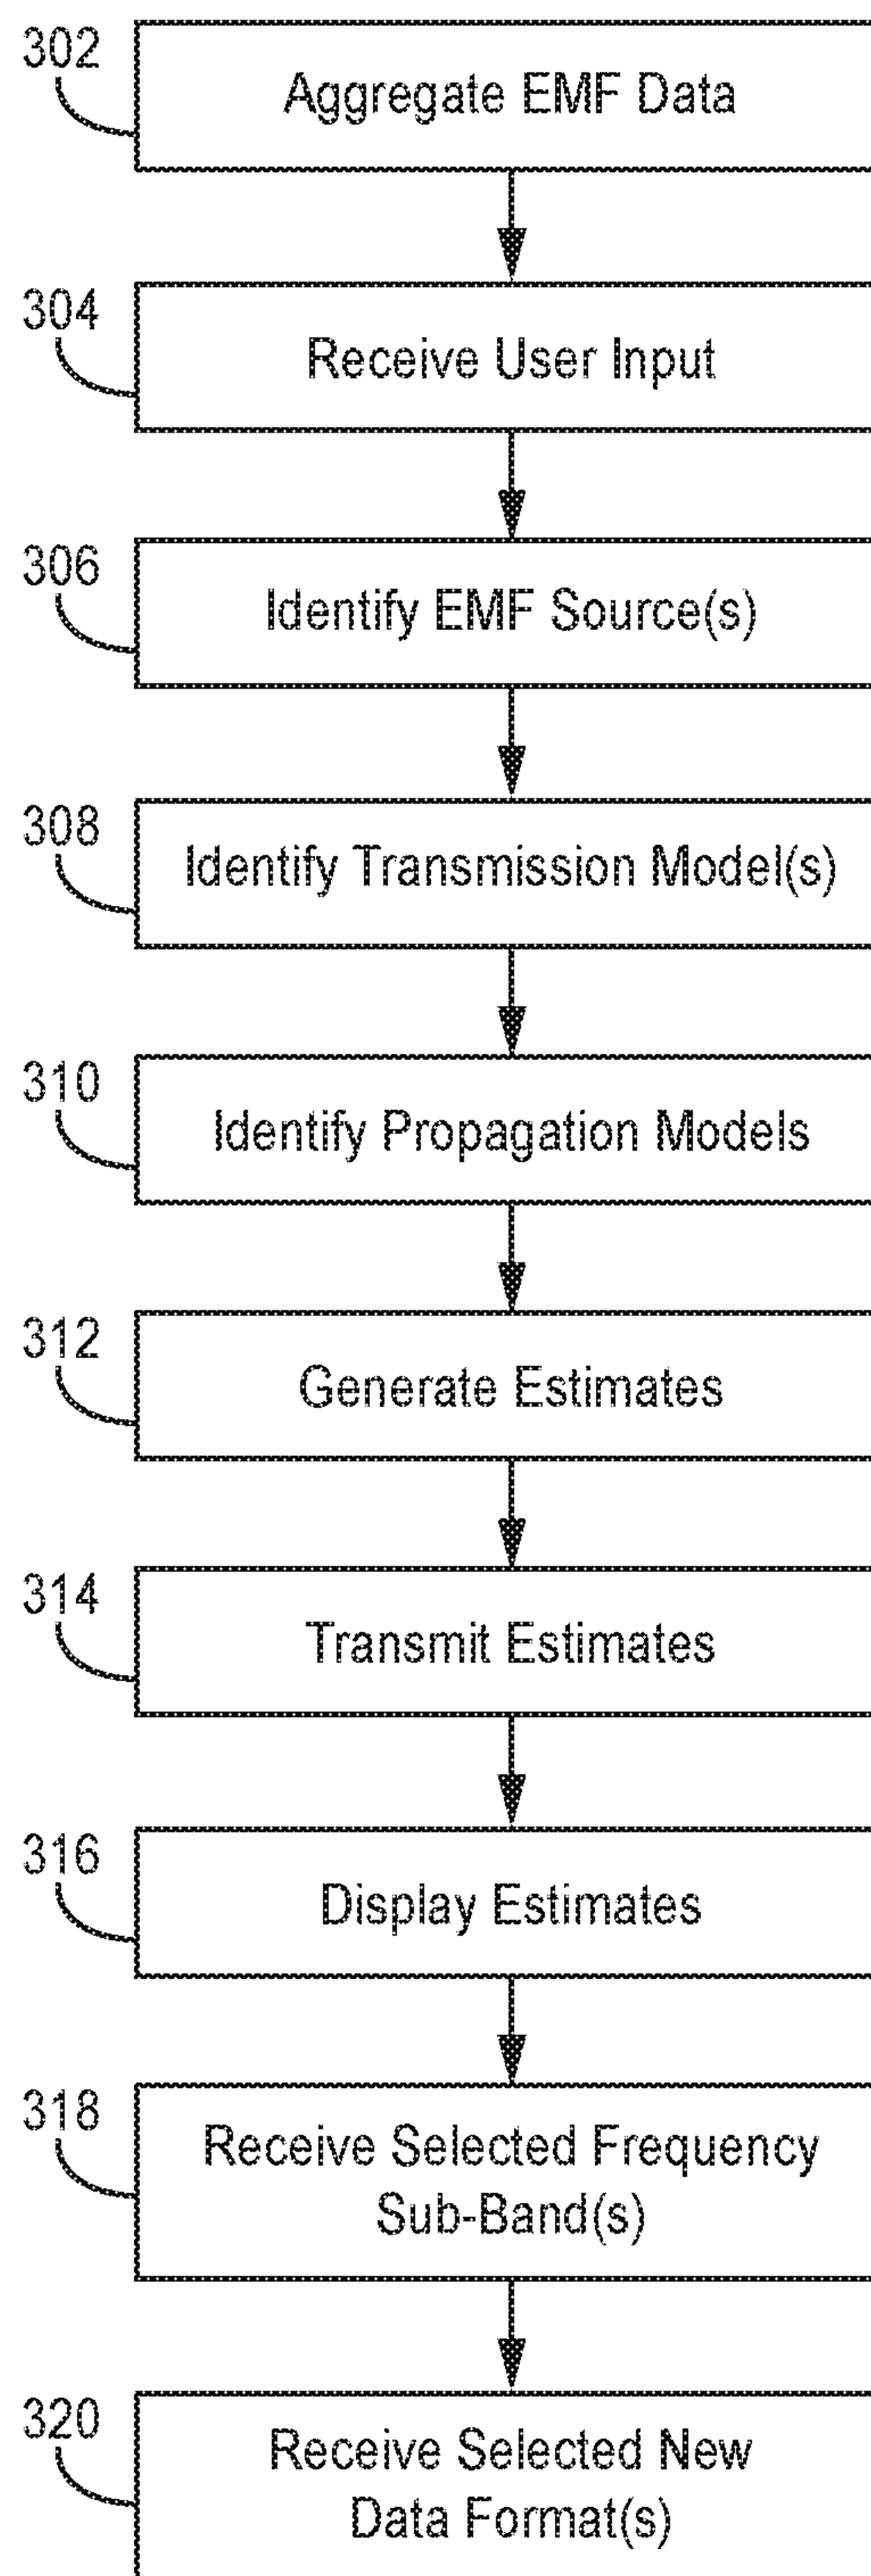 302
Aggregate EMF Data
304
Receive User Input
306
Identify EMF Source(s)
308
Identify Transmission Model(s)
310
Identify Propagation Models
312
Generate Estimates
314
Transmit Estimates
316
Display Estimates
318
Receive Selected Frequency
Sub-Band(s)
320
Receive Selected New
Data Format(s)